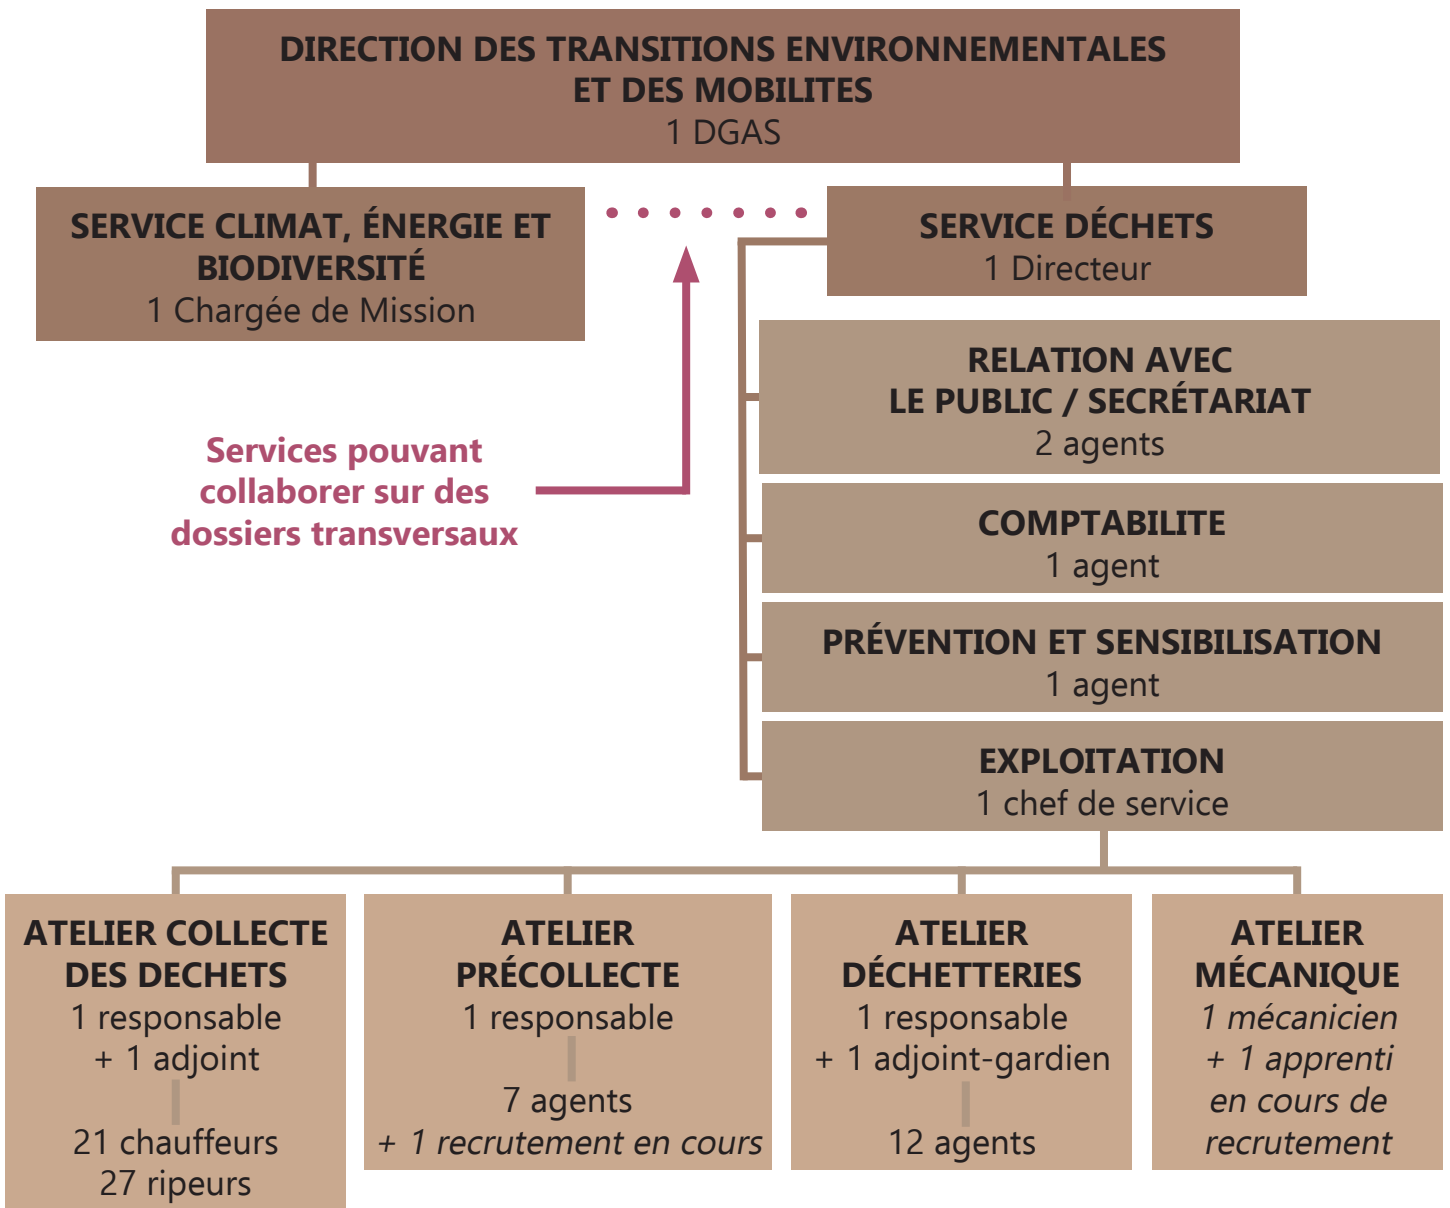 DIRECTION DES TRANSITIONS ENVIRONNEMENTALES
ET DES MOBILITES
1 DGAS
SERVICE CLIMAT, ÉNERGIE ET
BIODIVERSITÉ
1 Chargée de Mission
SERVICE DÉCHETS
1 Directeur
RELATION AVEC
LE PUBLIC / SECRÉTARIAT
2 agents
Services pouvant
collaborer sur des
dossiers transversaux
COMPTABILITE
1 agent
PRÉVENTION ET SENSIBILISATION
1 agent
EXPLOITATION
1 chef de service
ATELIER COLLECTE
DES DECHETS
1 responsable
+ 1 adjoint
21 chauffeurs
27 ripeurs
ATELIER
PRÉCOLLECTE
1 responsable
7 agents
+ 1 recrutement en cours
ATELIER
DÉCHETTERIES
1 responsable
+ 1 adjoint-gardien
12 agents
ATELIER
MÉCANIQUE
1 mécanicien
+ 1 apprenti
en cours de
recrutement